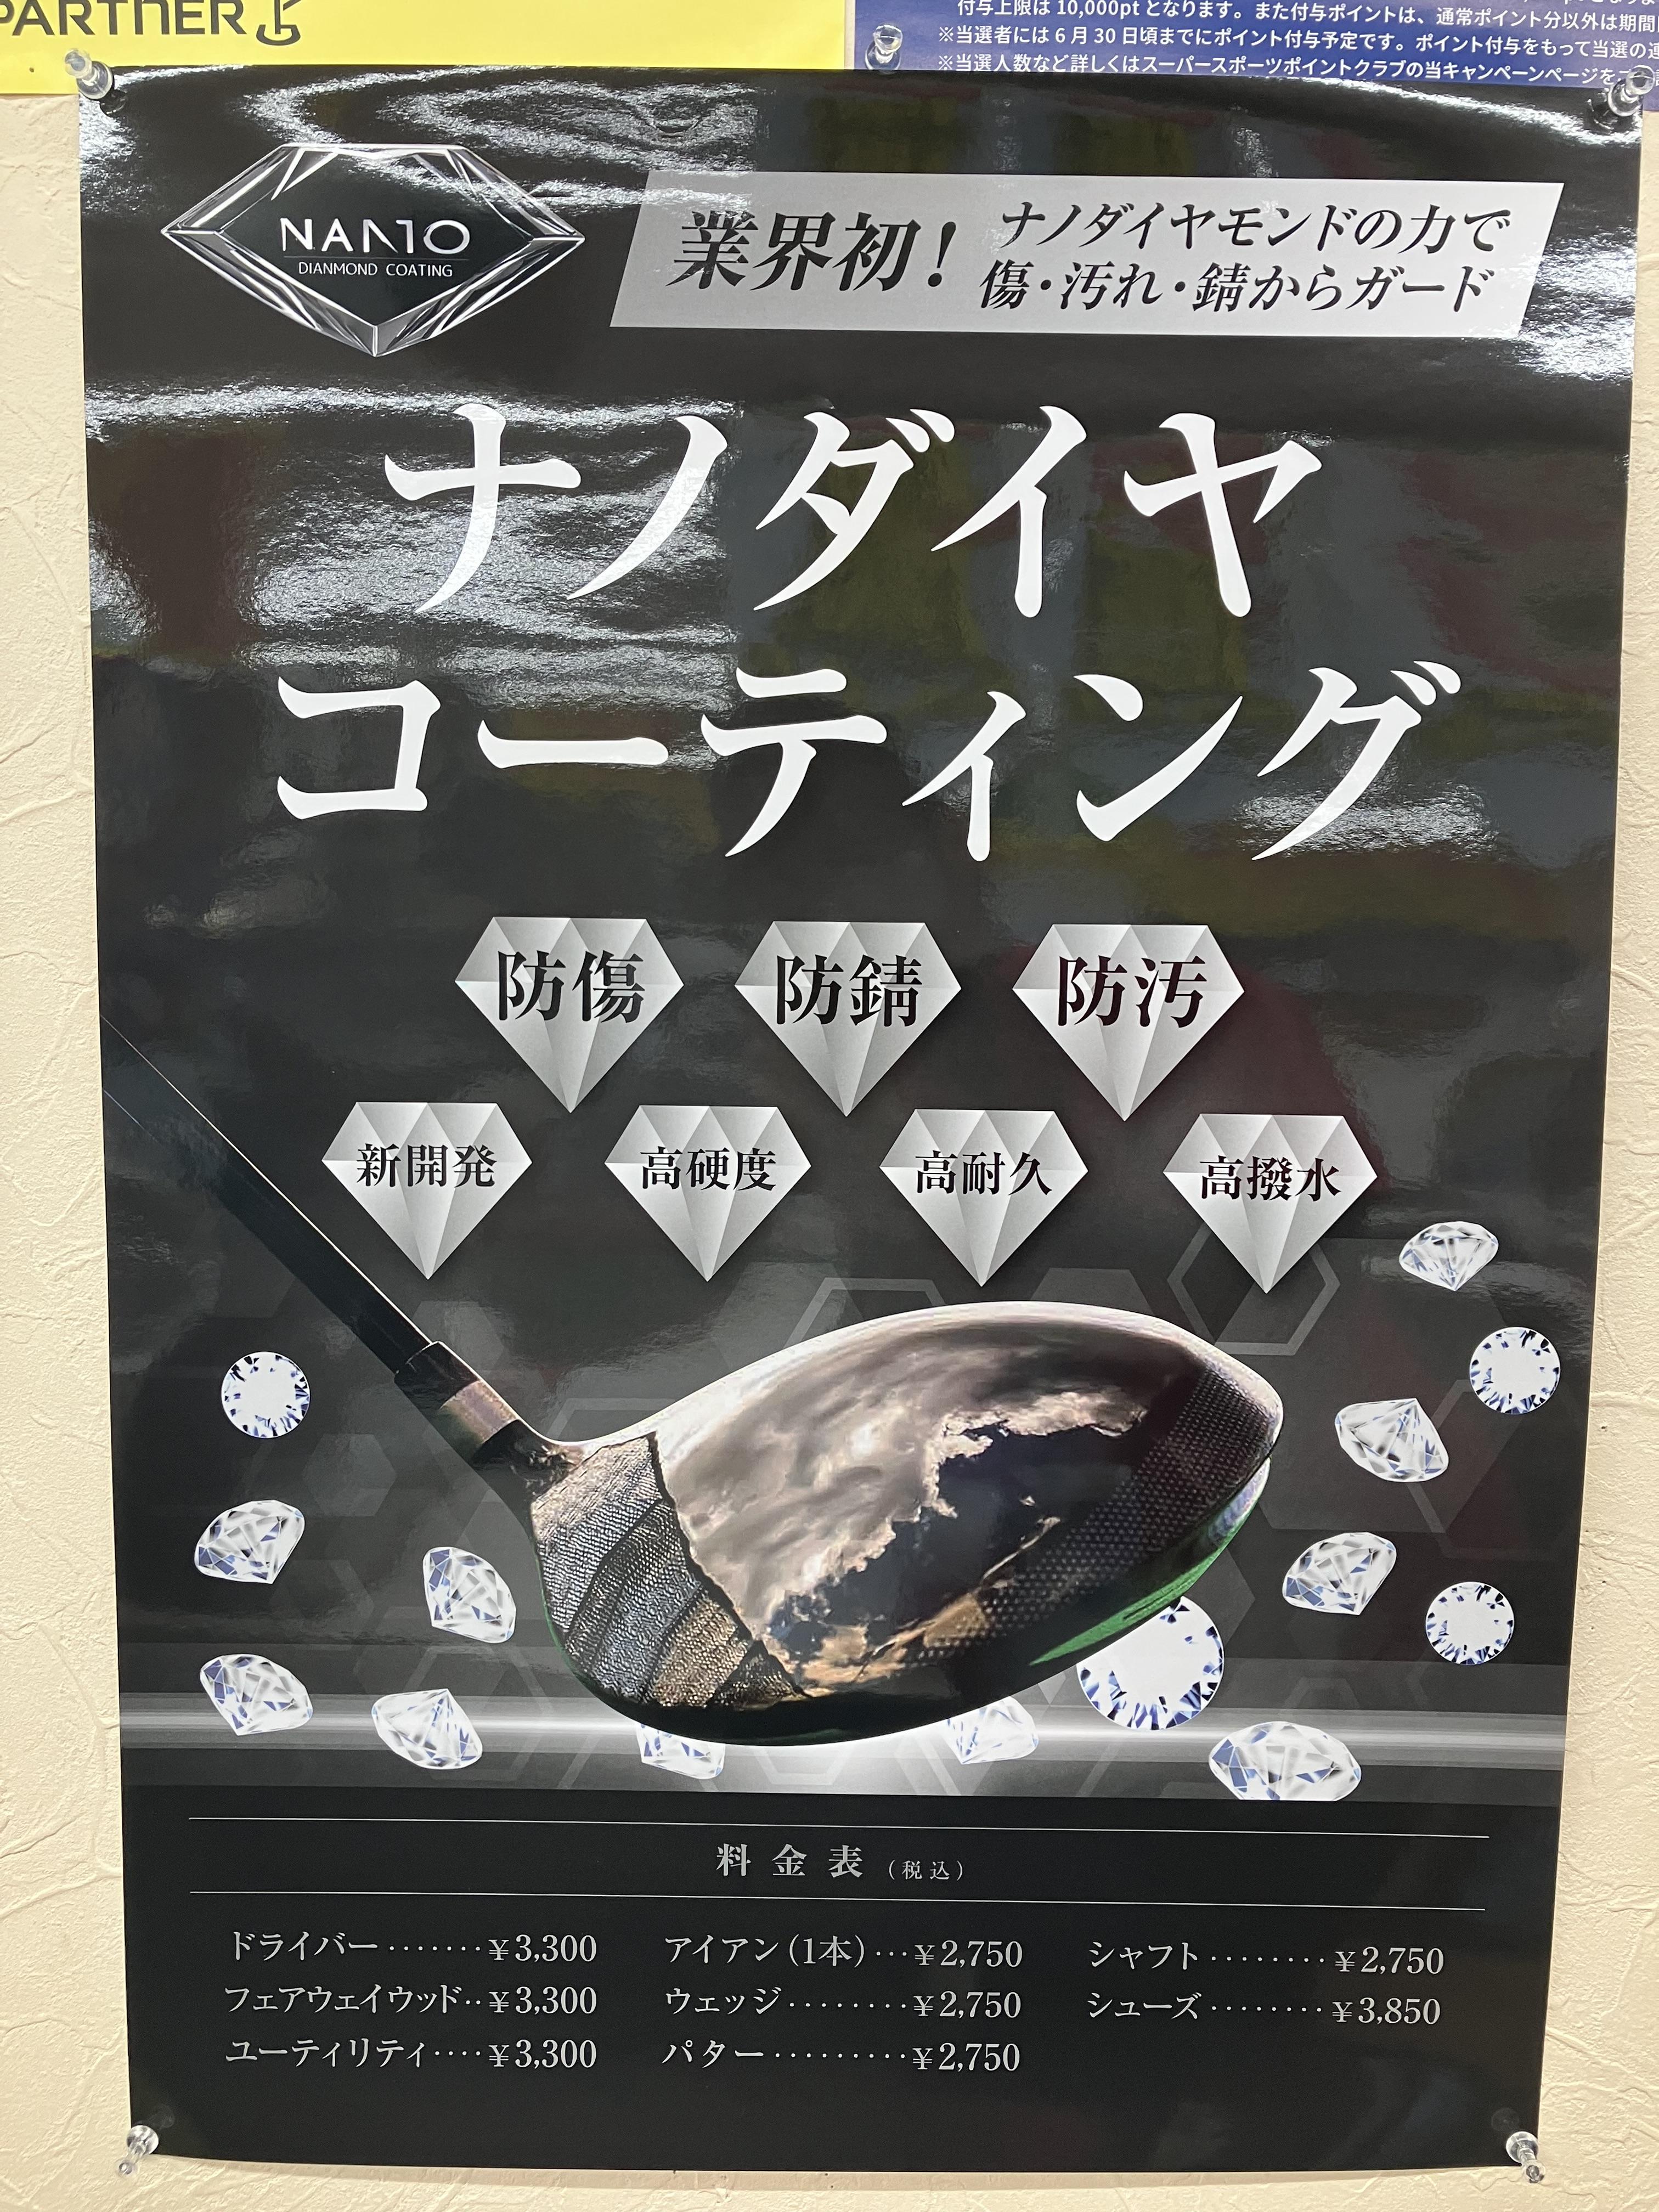 PARTNER
付与上限は 10,000pt となります。また付与ポイントは、通常ポイント分以外は期間
※当選者には 6 月 30 日頃までにポイント付与予定です。ポイント付与をもって当選の
※当選人数など詳しくはスーパースポーツポイントクラブの当キャンペーンページを
NANO
DIANMOND COATING
業界初!
ナノダイヤモンドの力で
傷・汚れ・錆からガード
ナノダイヤ
コーティング
防傷 防錆 防汚
新開発 高硬度 高耐久 高撥水
料金表 (税込)
ドライバー ······· ¥3,300 アイアン(1本) ··· ¥2,750 シャフト ········ ¥2,750
フェアウェイウッド ·· ¥3,300 ウェッジ ········ ¥2,750 シューズ ········ ¥3,850
ユーティリティ ···· ¥3,300 パター ········· ¥2,750